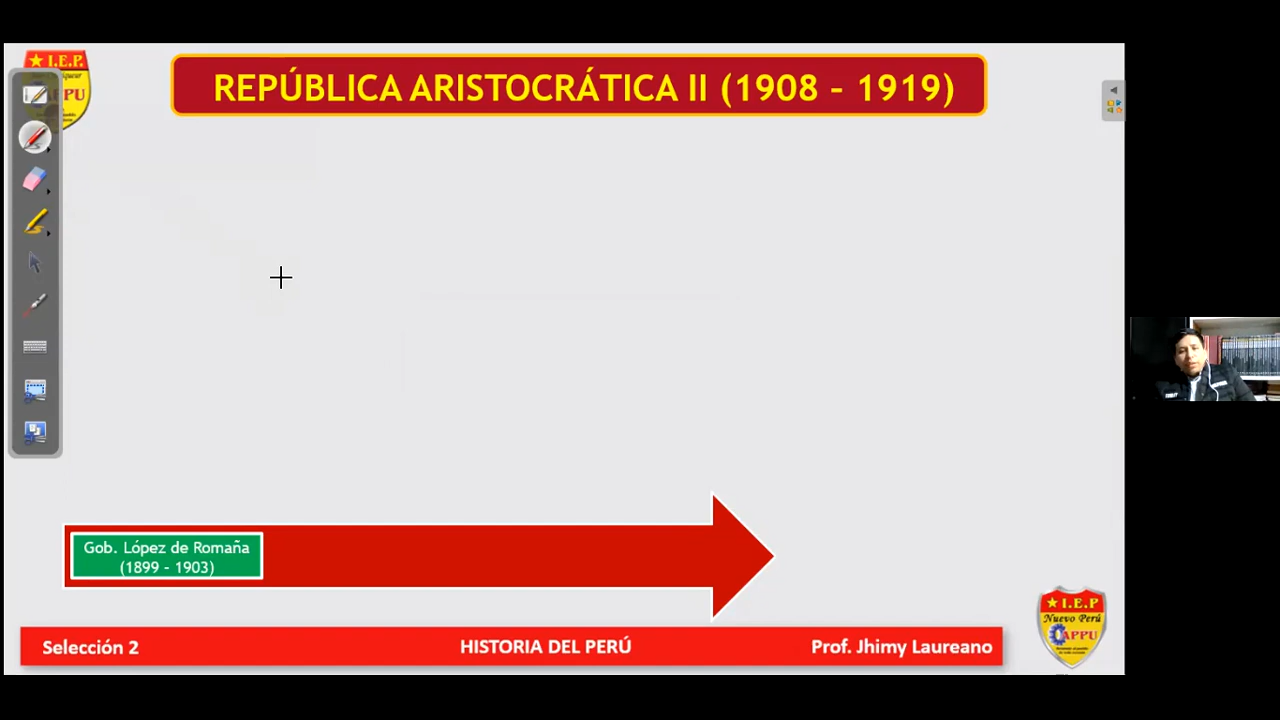 I.E.P.
APPU
REPÚBLICA ARISTOCRÁTICA II (1908 - 1919)
Gob. López de Romaña
(1899 - 1903)
I.E.P
Nuevo Perú
APPU
Selección 2
HISTORIA DEL PERÚ
Prof. Jhimy Laureano